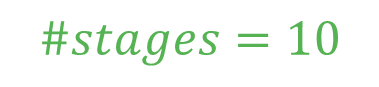 #stages = 10